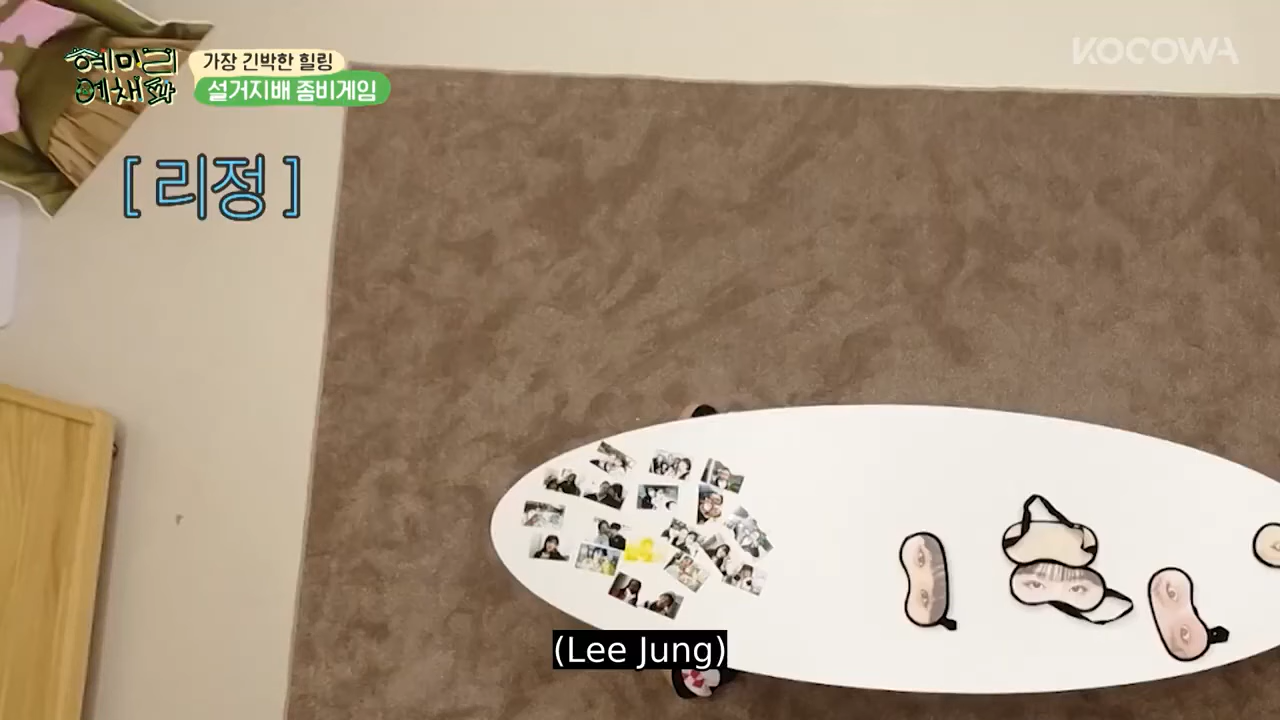 혜미리
예채파
가장 긴박한 힐링
설거지배 좀비게임
KOCOWA
[ 리정 ]
(Lee Jung)